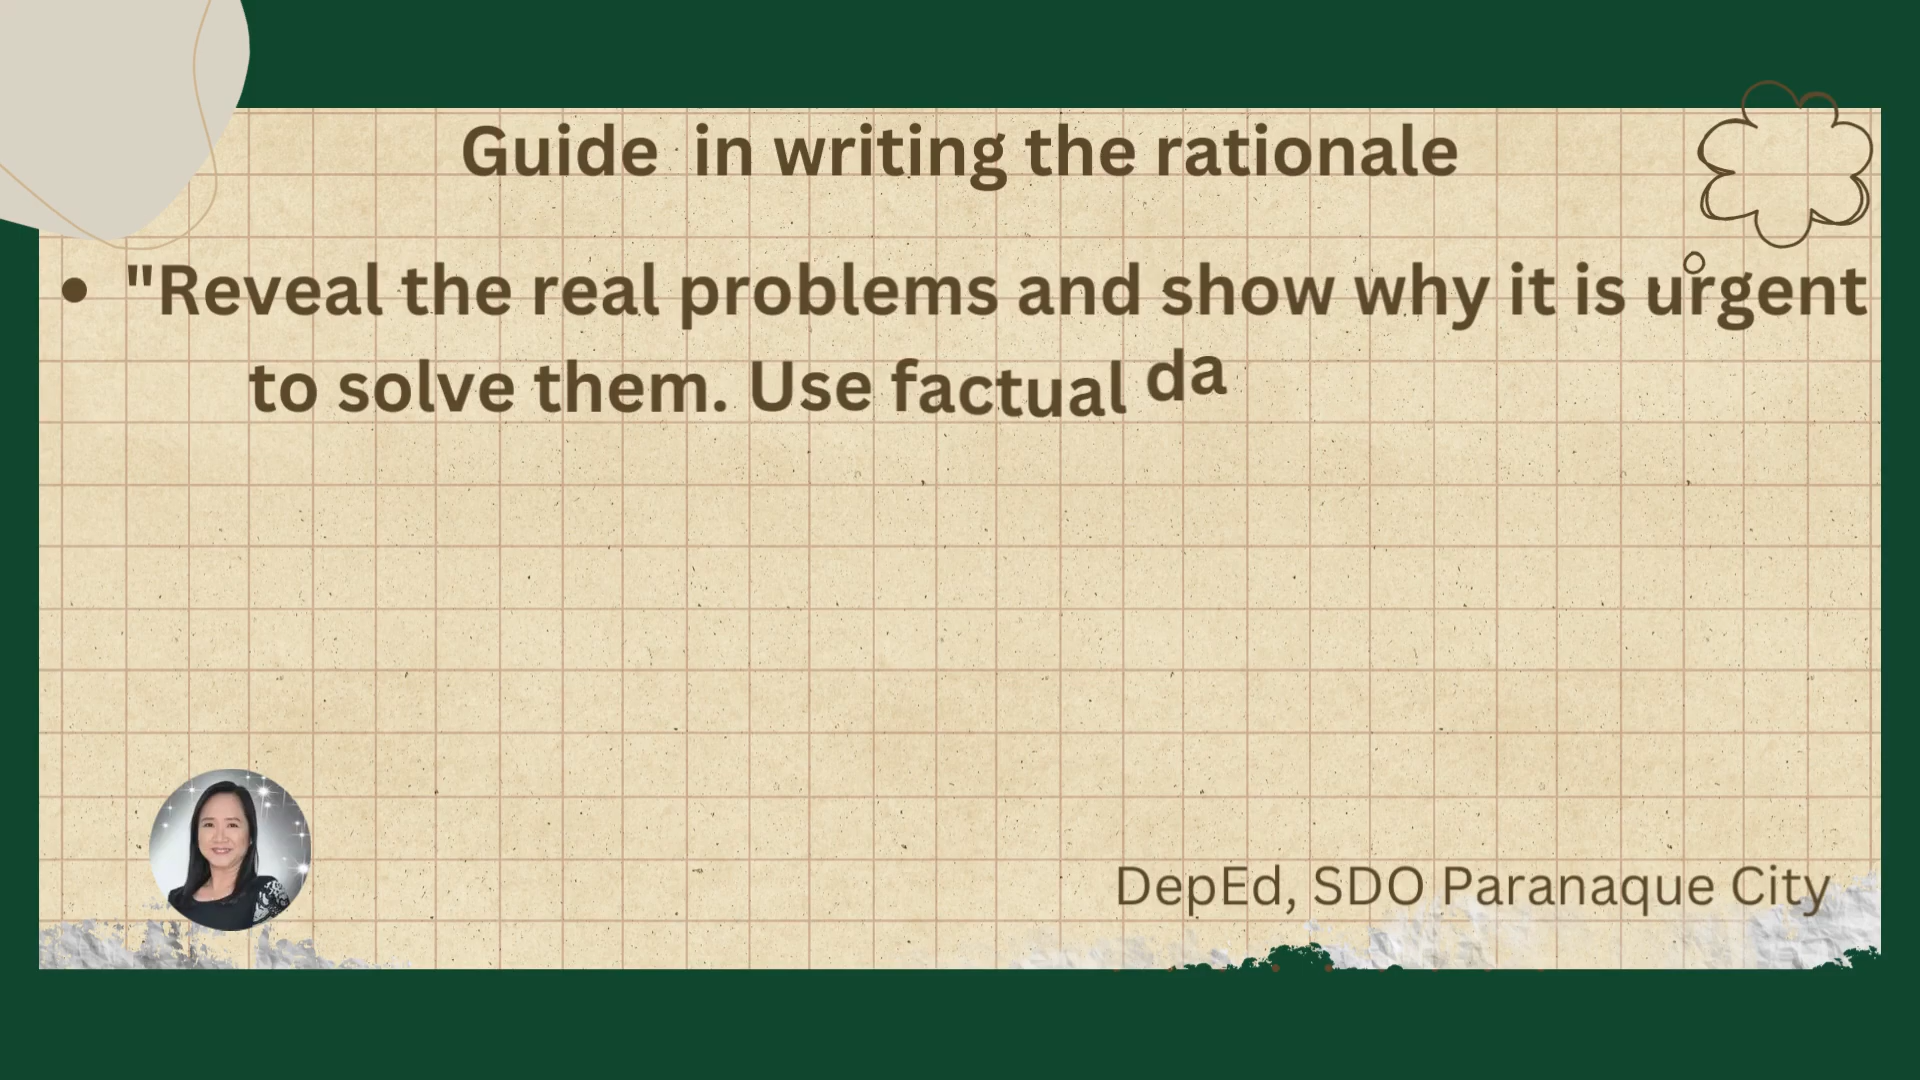 Guide in writing the rationale
• "Reveal the real problems and show why it is urgent
to solve them. Use factual da
DepEd, SDO Paranaque City